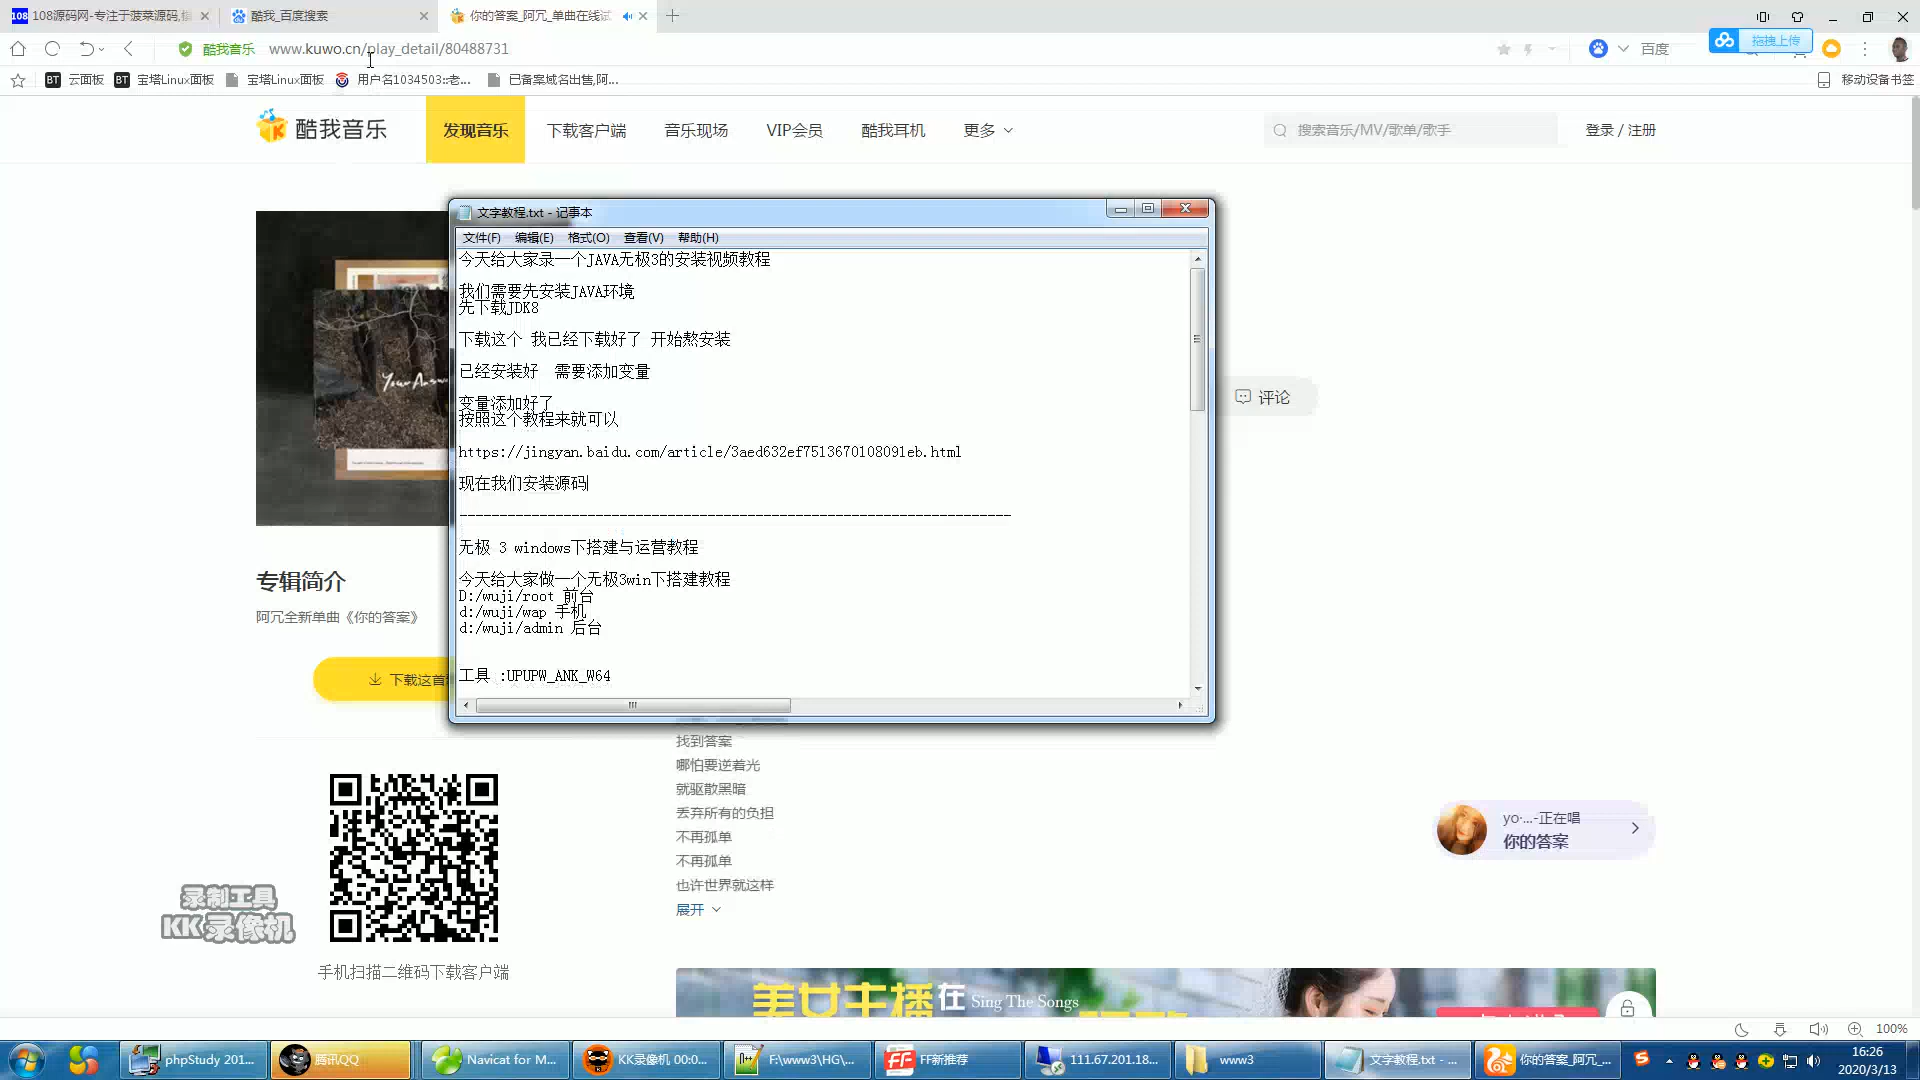 108源码网-专注于菠菜源码,棋
酷我_百度搜索
你的答案_阿冗_单曲在线试
酷我音乐
www.kuwo.cn/play_detail/80488731
百度
拖拽上传
云面板
宝塔Linux面板
宝塔Linux面板
用户名1034503::老...
已备案域名出售,阿...
移动设备书签
酷我音乐
发现音乐
下载客户端
音乐现场
VIP会员
酷我耳机
更多
搜索音乐/MV/歌单/歌手
登录 / 注册
文字教程.txt - 记事本
文件(F) 编辑(E) 格式(O) 查看(V) 帮助(H)
今天给大家录一个JAVA无极3的安装视频教程
我们需要先安装JAVA环境
先下载JDK8
下载这个 我已经下载好了 开始熬安装
已经安装好 需要添加变量
变量添加好了
按照这个教程来就可以
https://jingyan.baidu.com/article/3aed632ef7513670108091eb.html
现在我们安装源码
---------------------------------------------------------------------
无极 3 windows下搭建与运营教程
今天给大家做一个无极3win下搭建教程
D:/wuji/root 前台
d:/wuji/wap 手机
d:/wuji/admin 后台
工具 :UPUPW_ANK_W64
评论
专辑简介
阿冗全新单曲《你的答案》
下载这首
找到答案
哪怕要逆着光
就驱散黑暗
丢弃所有的负担
不再孤单
不再孤单
也许世界就这样
展开
yo·...-正在唱
你的答案
录制工具
KK录像机
手机扫描二维码下载客户端
美女主播在 Sing The Songs
100%
phpStudy 201...
腾讯QQ
Navicat for M...
KK录像机 00:0...
F:\www3\HG\...
FF新推荐
111.67.201.18...
www3
文字教程.txt - ...
你的答案_阿冗_...
16:26
2020/3/13